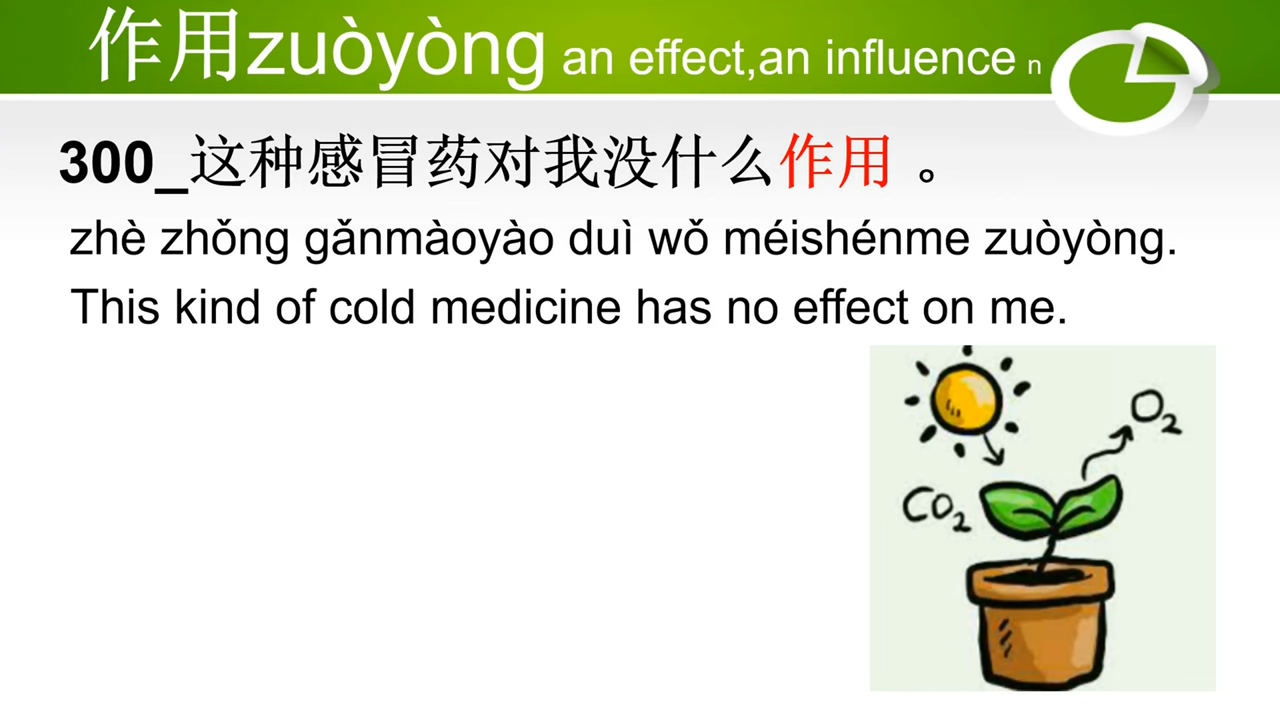 作用zuòyòng an effect,an influence n
300_这种感冒药对我没什么作用 。
zhè zhǒng gǎnmàoyào duì wǒ méishénme zuòyòng.
This kind of cold medicine has no effect on me.
O2
CO2